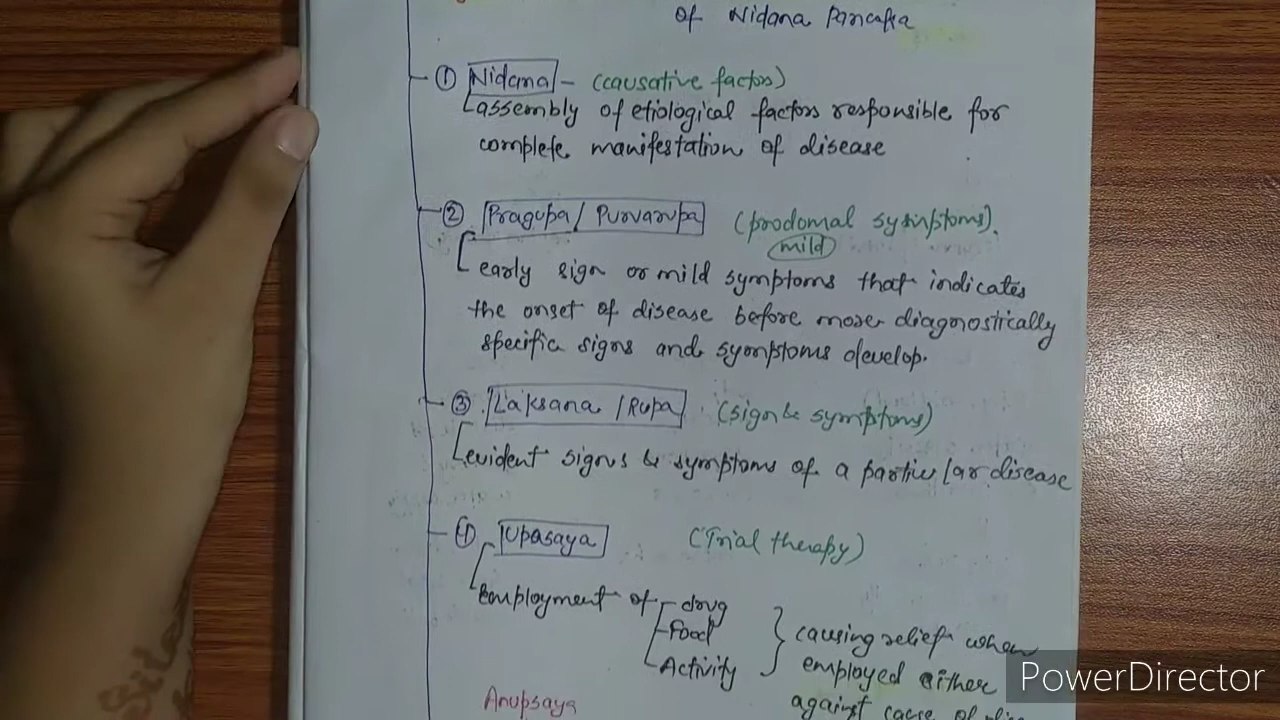 of Nidana Pancaka
① Nidana - (causative factors)
assembly of etiological factors responsible for
complete manifestation of disease
② Pragupa / Purvarupa (prodomal symptoms).
mild
early sign or mild symptoms that indicates
the onset of disease before more diagnostically
specific signs and symptoms develop.
③ Laksana / Rupa (sign & symptoms)
evident signs & symptoms of a particular disease
④ Upasaya (Trial therapy)
Employment of drug
Food
Activity
causing relief when
employed either
against cause of
Anupsaya
PowerDirector